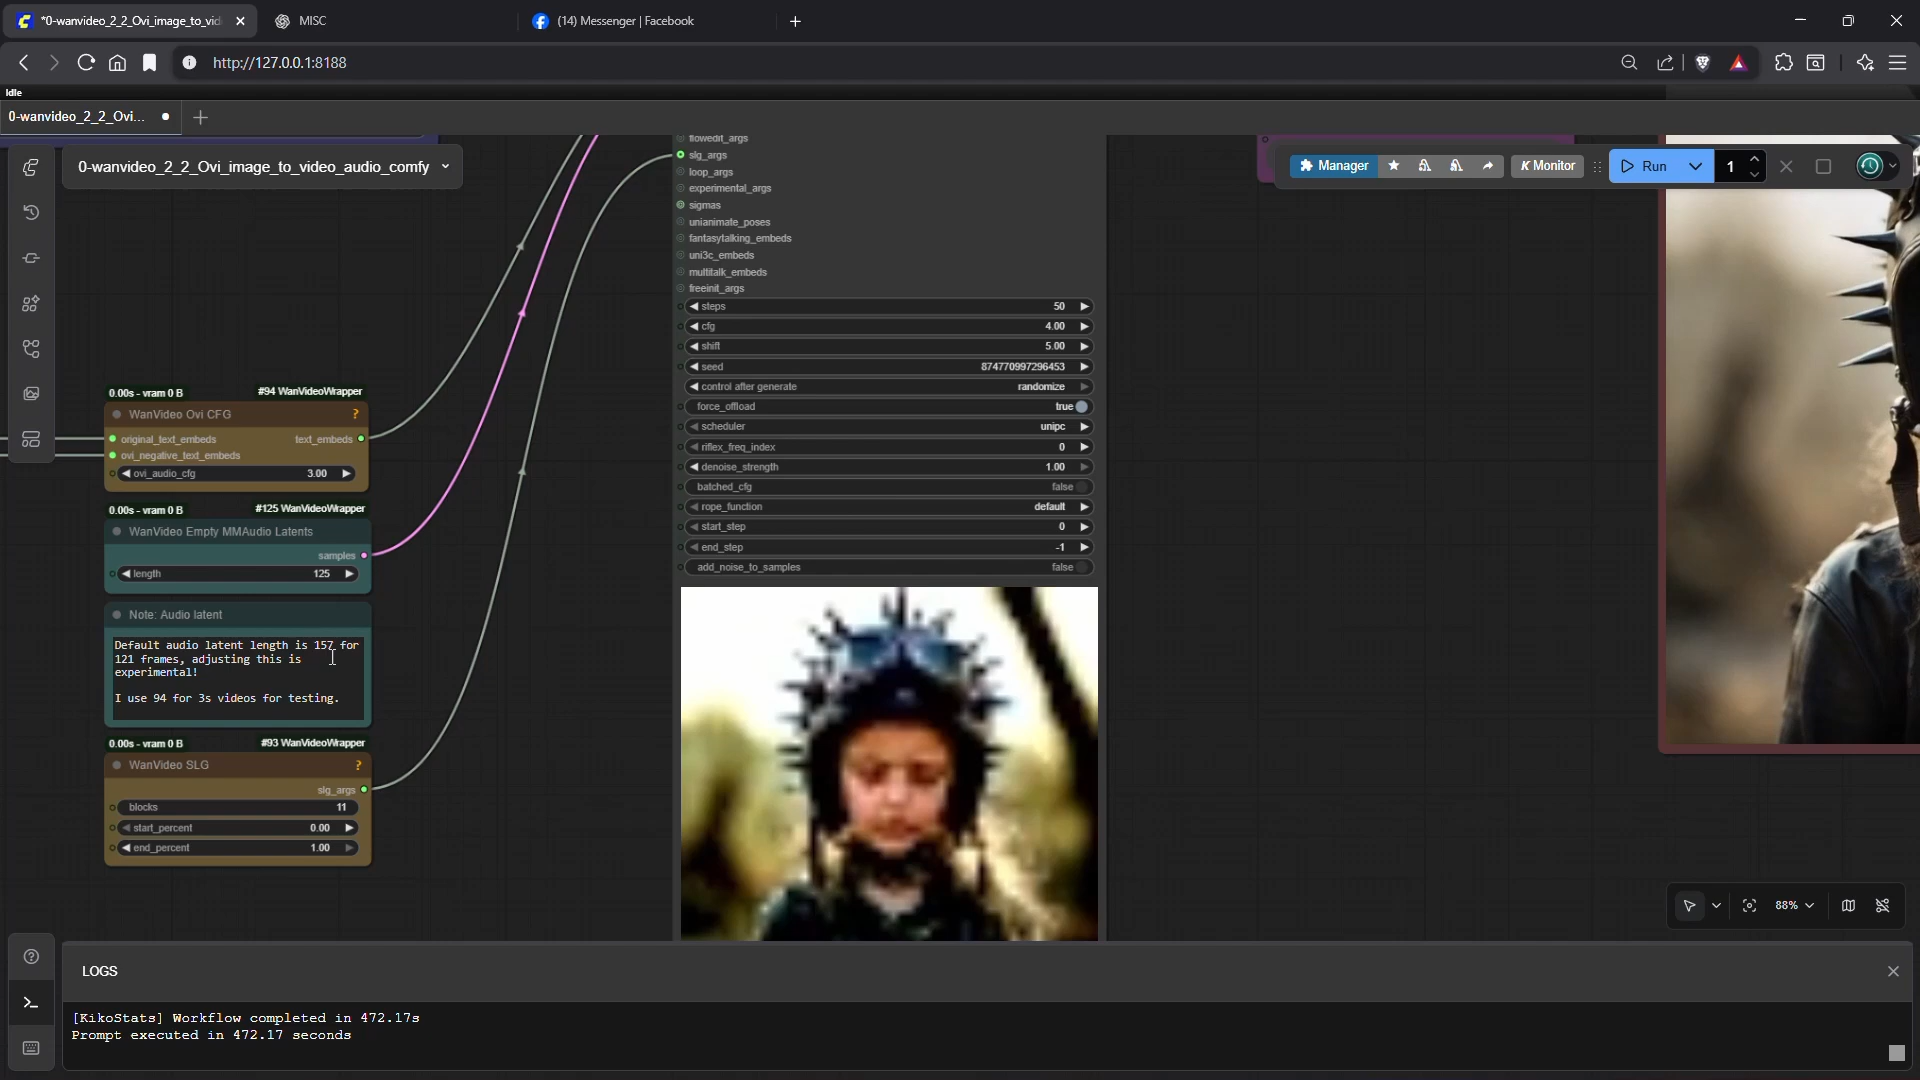 *0-wanvideo_2_2_Ovi_image_to_vid
MISC
(14) Messenger | Facebook
http://127.0.0.1:8188
Idle
0-wanvideo_2_2_Ovi...
0-wanvideo_2_2_Ovi_image_to_video_audio_comfy
Manager
K Monitor
Run
1
flowedit_args
slg_args
loop_args
experimental_args
sigmas
unianimate_poses
fantasytalking_embeds
uni3c_embeds
multitalk_embeds
freeinit_args
steps 50
cfg 4.00
shift 5.00
seed 874770997296453
control after generate randomize
force_offload true
scheduler unipc
riflex_freq_index 0
denoise_strength 1.00
batched_cfg false
rope_function default
start_step 0
end_step -1
add_noise_to_samples false
0.00s - vram 0 B #94 WanVideoWrapper
WanVideo Ovi CFG ?
original_text_embeds text_embeds
ovi_negative_text_embeds
ovi_audio_cfg 3.00
0.00s - vram 0 B #125 WanVideoWrapper
WanVideo Empty MMAudio Latents
samples
length 125
Note: Audio latent
Default audio latent length is 157 for
121 frames, adjusting this is
experimental!
I use 94 for 3s videos for testing.
0.00s - vram 0 B #93 WanVideoWrapper
WanVideo SLG ?
slg_args
blocks 11
start_percent 0.00
end_percent 1.00
88%
LOGS
[KikoStats] Workflow completed in 472.17s
Prompt executed in 472.17 seconds